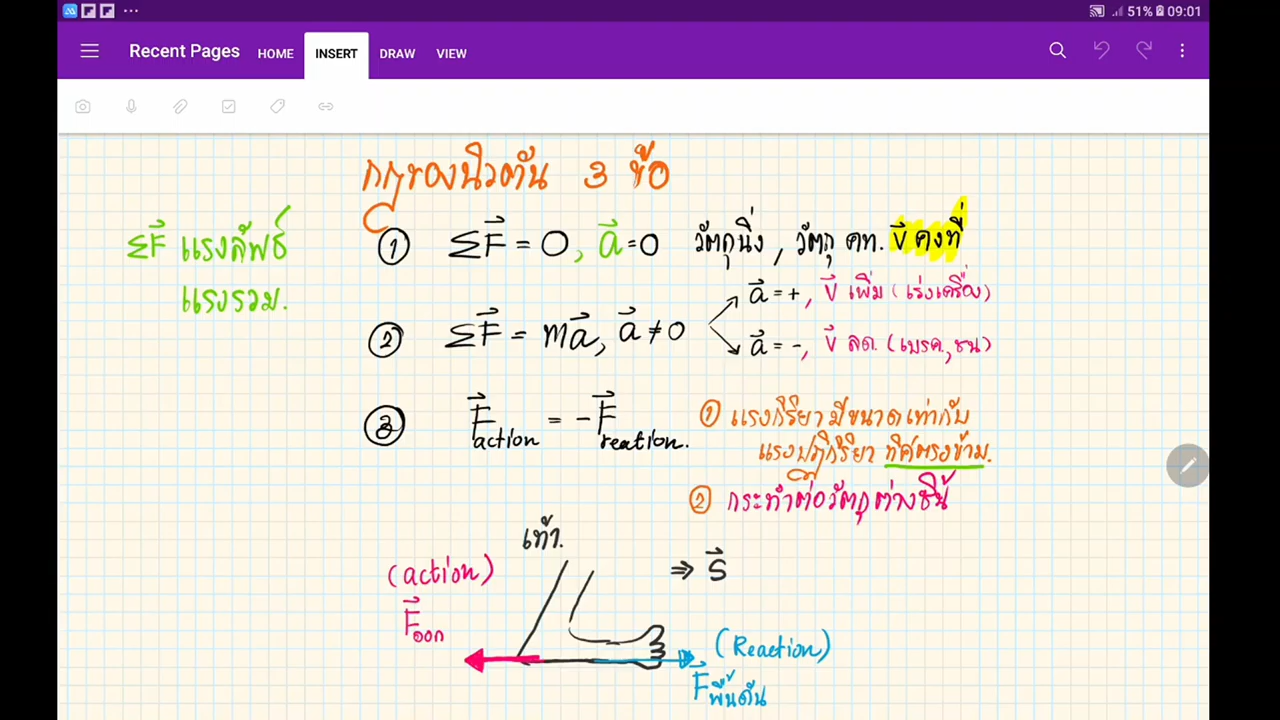 51% 09:01
Recent Pages HOME INSERT DRAW VIEW
กฎของนิวตัน 3 ข้อ
ΣF⃗ แรงลัพธ์
แรงรวม.
① ΣF⃗ = 0, a⃗ = 0 วัตถุนิ่ง, วัตถุ คท. v⃗ คงที่
② ΣF⃗ = ma⃗, a⃗ ≠ 0
a⃗ = +, v⃗ เพิ่ม (เร่งเครื่อง)
a⃗ = -, v⃗ ลด. (เบรค, ชน)
③ F⃗action = -F⃗reation.
① แรงกิริยามีขนาดเท่ากับ
แรงปฏิกิริยา ทิศตรงข้าม.
② กระทำต่อวัตถุต่างชิ้น
เท้า.
(action)
⇒ S⃗
F⃗ออก
(Reaction)
F⃗พื้นดัน